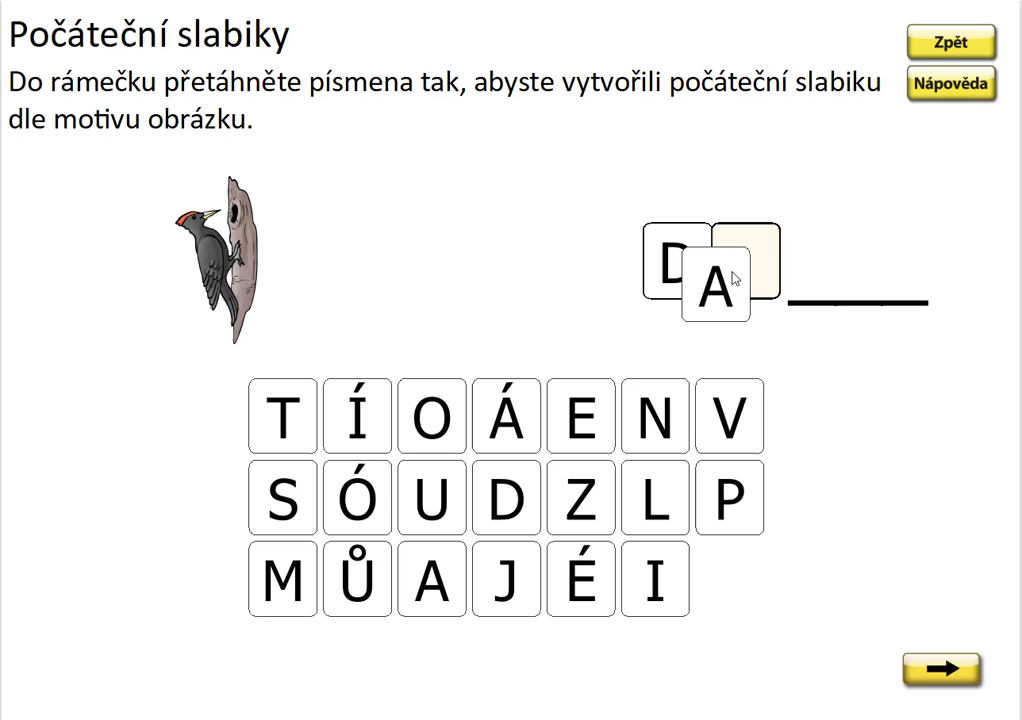 Počáteční slabiky
Zpět
Do rámečku přetáhněte písmena tak, abyste vytvořili počáteční slabiku
Nápověda
dle motivu obrázku.
D
A
T Í O Á E N V
S Ó U D Z L P
M Ů A J É I